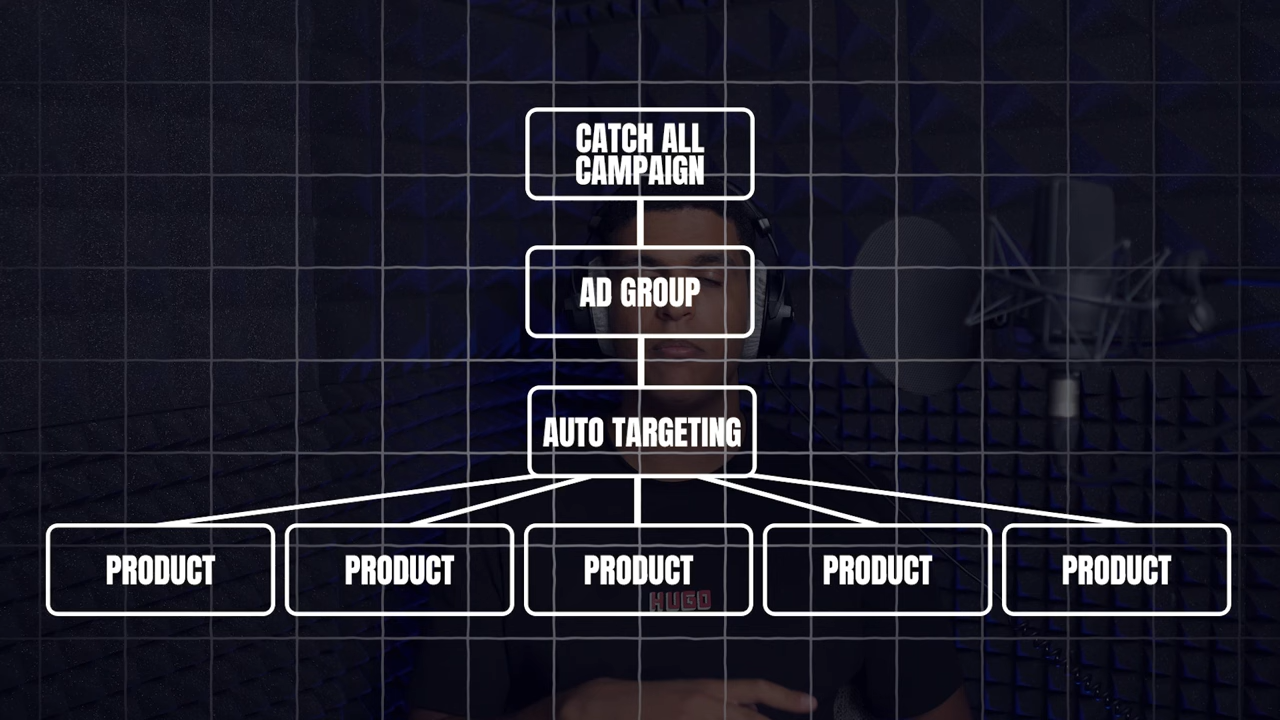 CATCH ALL
CAMPAIGN
AD GROUP
AUTO TARGETING
PRODUCT
PRODUCT
PRODUCT
PRODUCT
PRODUCT
HUGO